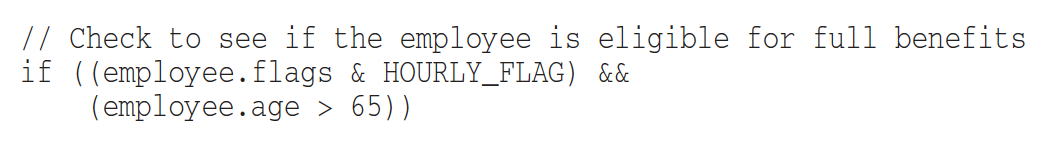 // Check to see if the employee is eligible for full benefits
if ((employee.flags & HOURLY_FLAG) &&
    (employee.age > 65))